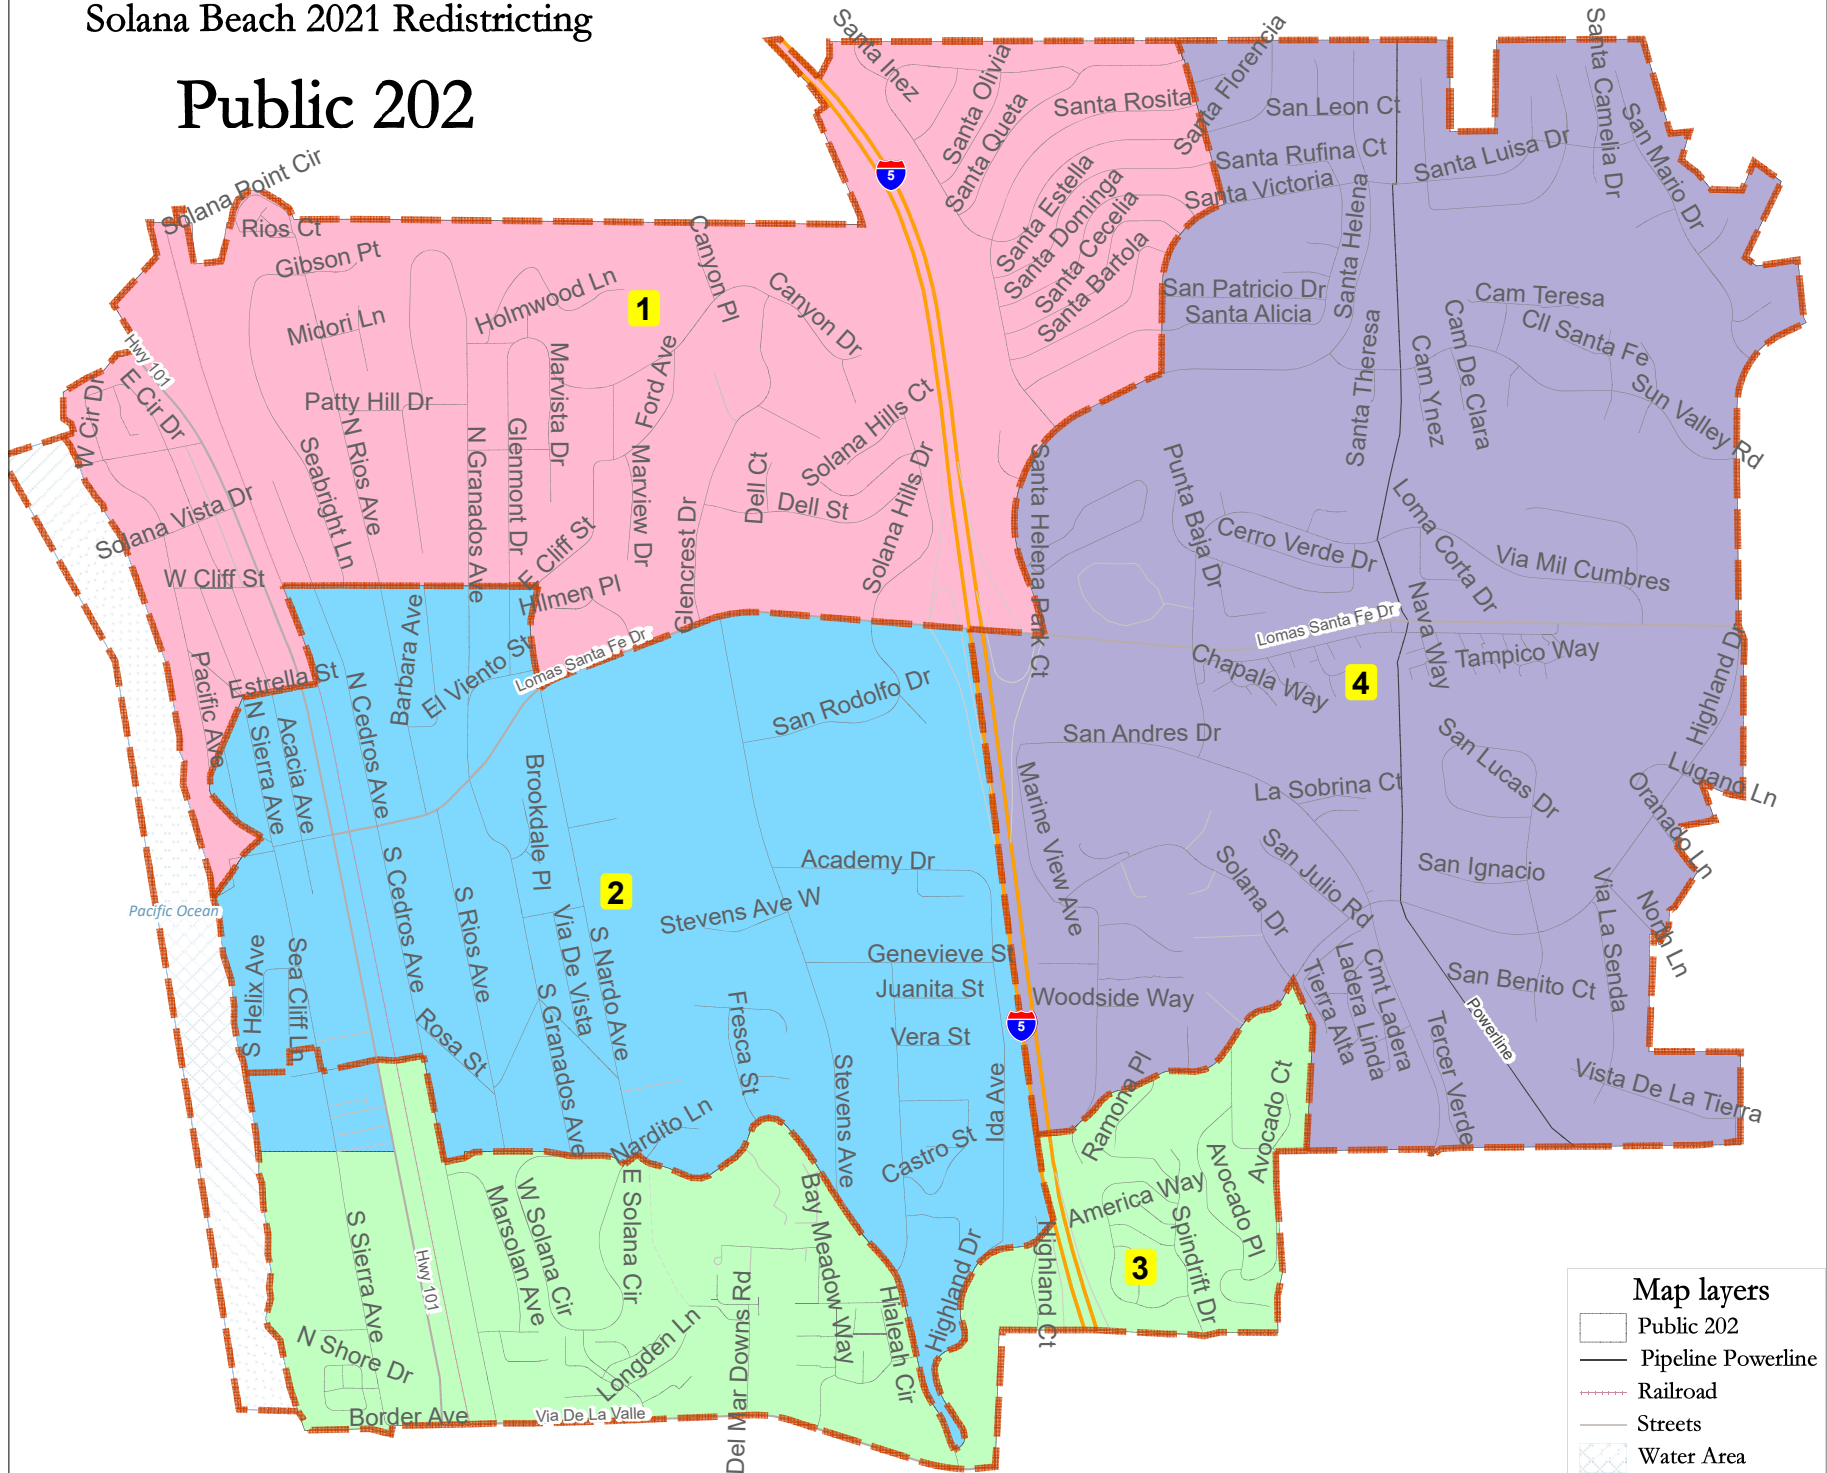 Solana Beach 2021 Redistricting
Public 202
Santa Inez
Santa Olivia
Santa Queta
Santa Rosita
Santa Florencia
San Leon Ct
Santa Rufina Ct
Santa Victoria
Santa Luisa Dr
Santa Camelia Dr
San Mario Dr
5
Santa Estella
Santa Dominga
Santa Cecelia
Santa Bartola
Santa Helena
San Patricio Dr
Santa Alicia
Santa Theresa
Cam Teresa
Cll Santa Fe
Cam Ynez
Cam De Clara
Sun Valley Rd
Solana Point Cir
Rios Ct
Gibson Pt
Midori Ln
Holmwood Ln
1
Canyon Pl
Canyon Dr
Hwy 101
E Cir Dr
W Cir Dr
Patty Hill Dr
N Rios Ave
Seabright Ln
Marvista Dr
Ford Ave
Glenmont Dr
N Granados Ave
Marview Dr
Solana Hills Ct
Solana Hills Dr
Dell Ct
Dell St
Glencrest Dr
Solana Vista Dr
W Cliff St
E Cliff St
Hilmen Pl
Santa Helena Park Ct
Punta Baja Dr
Cerro Verde Dr
Loma Corta Dr
Via Mil Cumbres
Nava Way
Lomas Santa Fe Dr
Chapala Way
4
Tampico Way
Highland Dr
Pacific Ave
Estrella St
N Sierra Ave
Acacia Ave
N Cedros Ave
Barbara Ave
El Viento St
Lomas Santa Fe Dr
San Rodolfo Dr
San Andres Dr
San Lucas Dr
La Sobrina Ct
Lugano Ln
Oranado Ln
North Ln
Brookdale Pl
2
Academy Dr
Stevens Ave W
Marine View Ave
Solana Dr
San Julio Rd
San Ignacio
Via La Senda
Pacific Ocean
S Helix Ave
Sea Cliff Ln
S Cedros Ave
S Rios Ave
Via De Vista
S Nardo Ave
S Granados Ave
Rosa St
Genevieve St
Juanita St
Vera St
Fresca St
Stevens Ave
Ida Ave
Castro St
Nardito Ln
5
Woodside Way
Tierra Alta
Ladera Linda
Cmt Ladera
Tercer Verde
San Benito Ct
Powerline
Vista De La Tierra
Ramona Pl
Avocado Ct
Avocado Pl
America Way
Spindrift Dr
3
Highland Ct
Highland Dr
S Sierra Ave
Hwy 101
Marsolan Ave
W Solana Cir
E Solana Cir
Bay Meadow Way
Hialeah Cir
Longden Ln
Del Mar Downs Rd
N Shore Dr
Border Ave
Via De La Valle
Map layers
Public 202
Pipeline Powerline
Railroad
Streets
Water Area